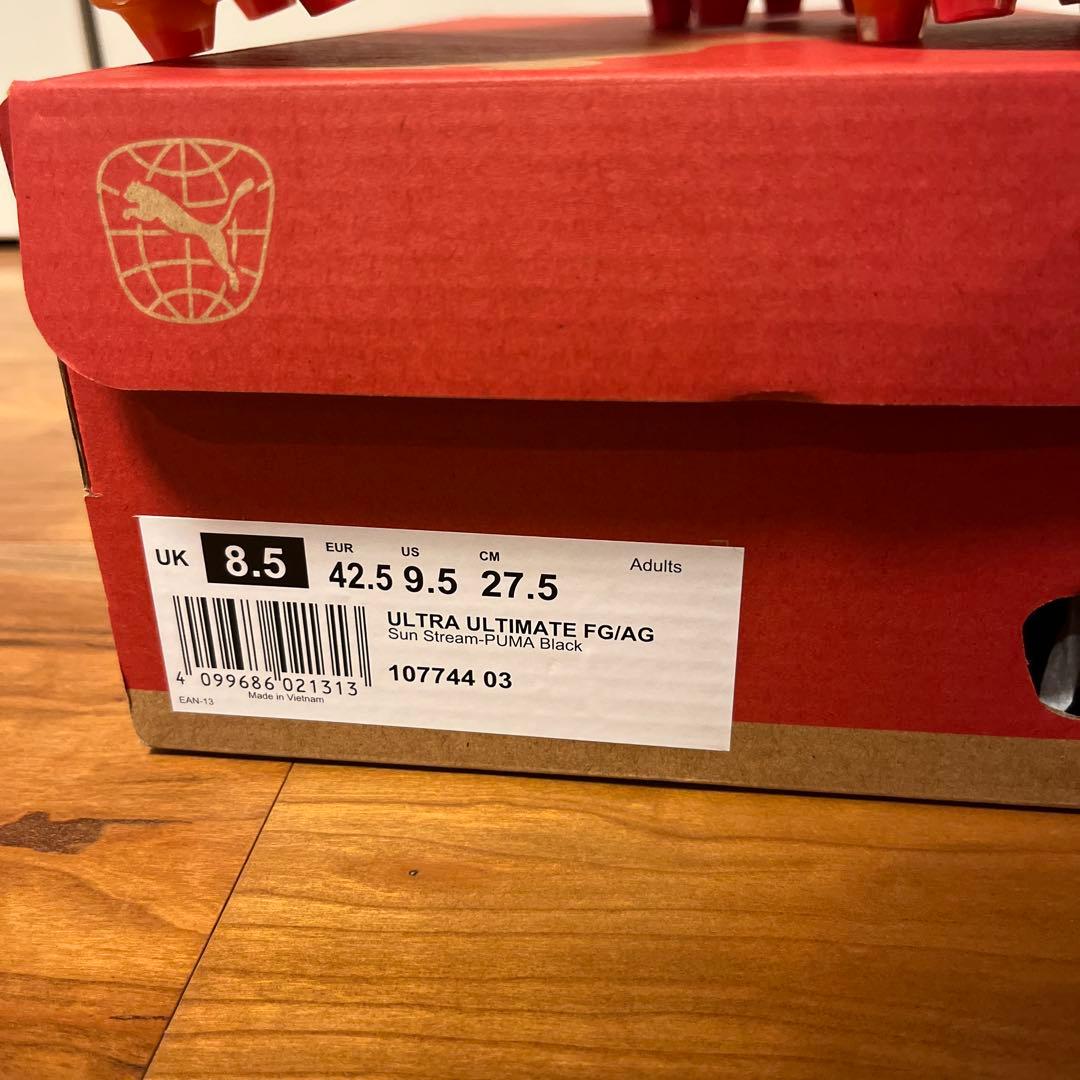 UK 8.5 EUR 42.5 US 9.5 CM 27.5 Adults
ULTRA ULTIMATE FG/AG
Sun Stream-PUMA Black
107744 03
4 099686 021313
EAN-13 Made in Vietnam